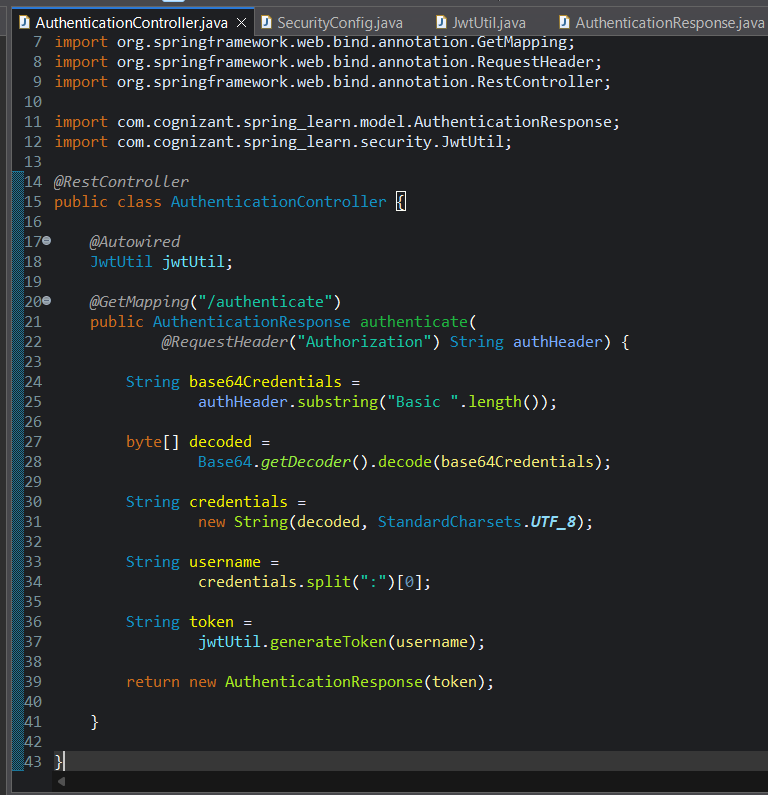 AuthenticationController.java SecurityConfig.java JwtUtil.java AuthenticationResponse.java
7 import org.springframework.web.bind.annotation.GetMapping;
8 import org.springframework.web.bind.annotation.RequestHeader;
9 import org.springframework.web.bind.annotation.RestController;
10
11 import com.cognizant.spring_learn.model.AuthenticationResponse;
12 import com.cognizant.spring_learn.security.JwtUtil;
13
14 @RestController
15 public class AuthenticationController {
16
17 @Autowired
18 JwtUtil jwtUtil;
19
20 @GetMapping("/authenticate")
21 public AuthenticationResponse authenticate(
22 @RequestHeader("Authorization") String authHeader) {
23
24 String base64Credentials =
25 authHeader.substring("Basic ".length());
26
27 byte[] decoded =
28 Base64.getDecoder().decode(base64Credentials);
29
30 String credentials =
31 new String(decoded, StandardCharsets.UTF_8);
32
33 String username =
34 credentials.split(":")[0];
35
36 String token =
37 jwtUtil.generateToken(username);
38
39 return new AuthenticationResponse(token);
40
41 }
42
43 }